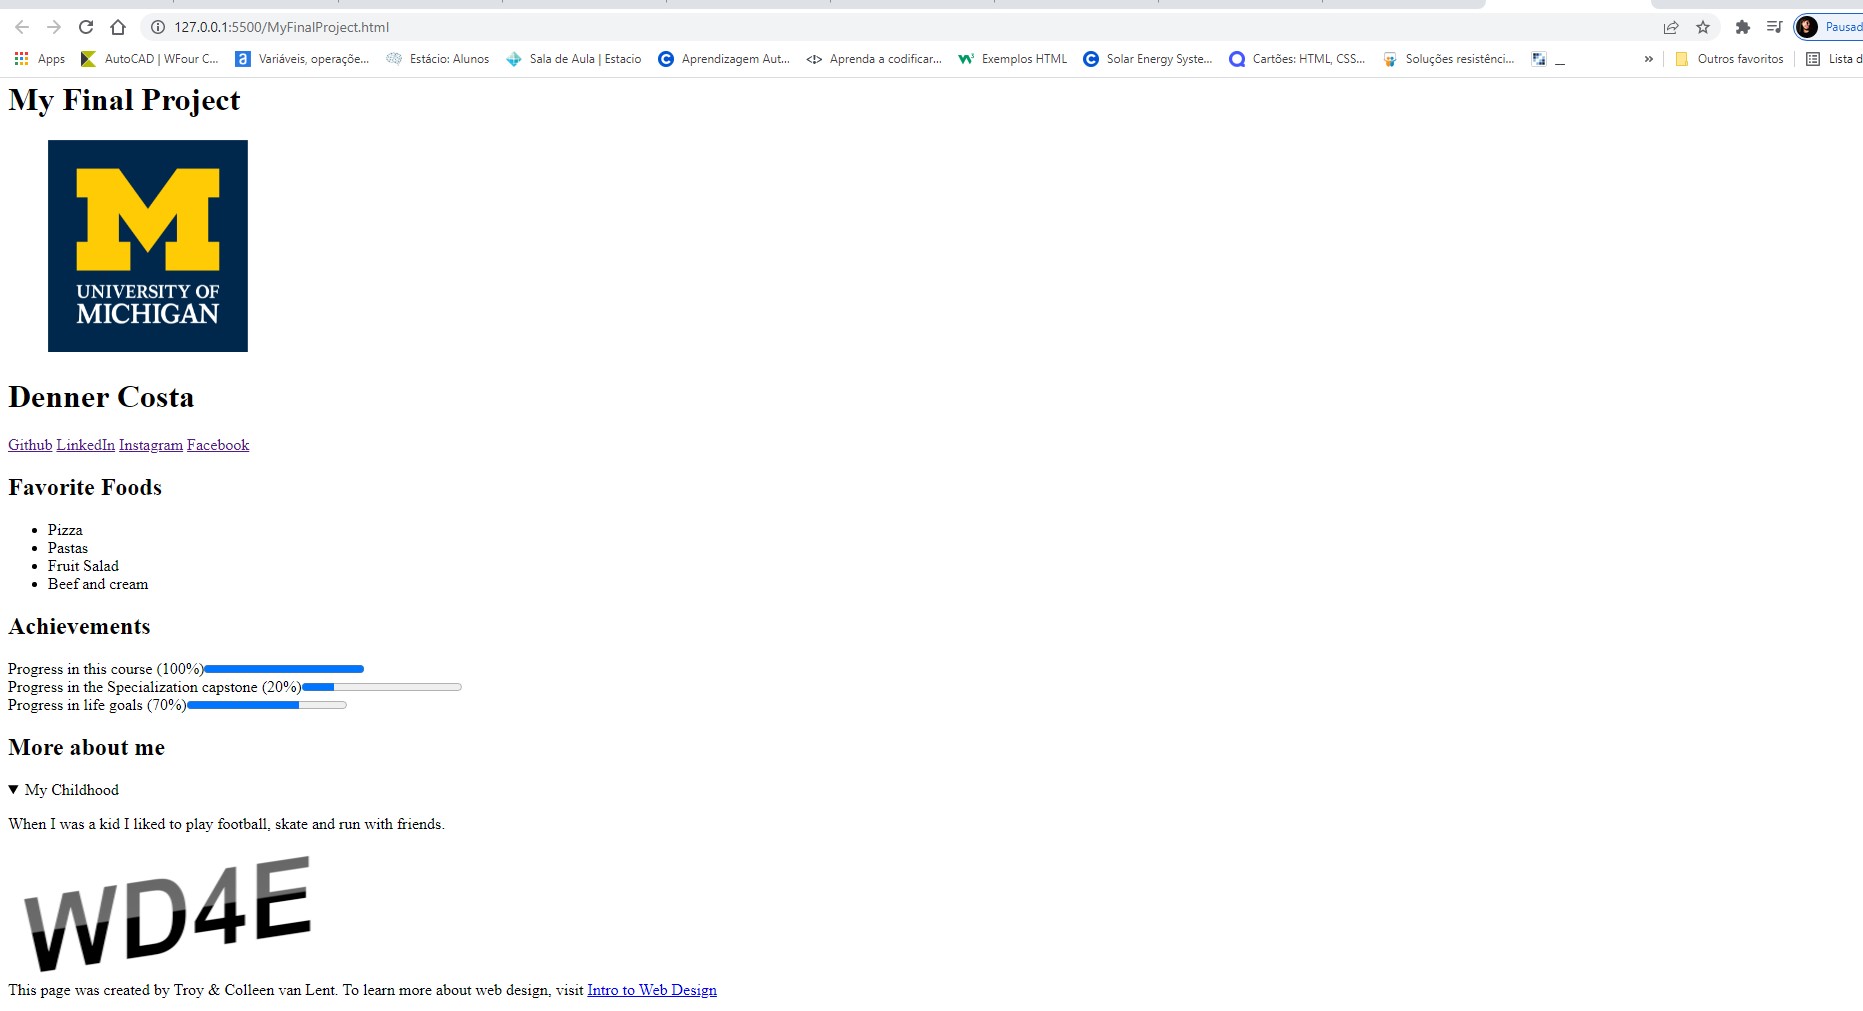 127.0.0.1:5500/MyFinalProject.html
Pausad
Apps AutoCAD | WFour C... Variáveis, operaçõe... Estácio: Alunos Sala de Aula | Estacio Aprendizagem Aut... Aprenda a codificar... Exemplos HTML Solar Energy Syste... Cartões: HTML, CSS... Soluções resistênci... __ » Outros favoritos Lista d
My Final Project
M
UNIVERSITY OF
MICHIGAN
Denner Costa
Github LinkedIn Instagram Facebook
Favorite Foods
• Pizza
• Pastas
• Fruit Salad
• Beef and cream
Achievements
Progress in this course (100%)
Progress in the Specialization capstone (20%)
Progress in life goals (70%)
More about me
▼ My Childhood
When I was a kid I liked to play football, skate and run with friends.
WD4E
This page was created by Troy & Colleen van Lent. To learn more about web design, visit Intro to Web Design